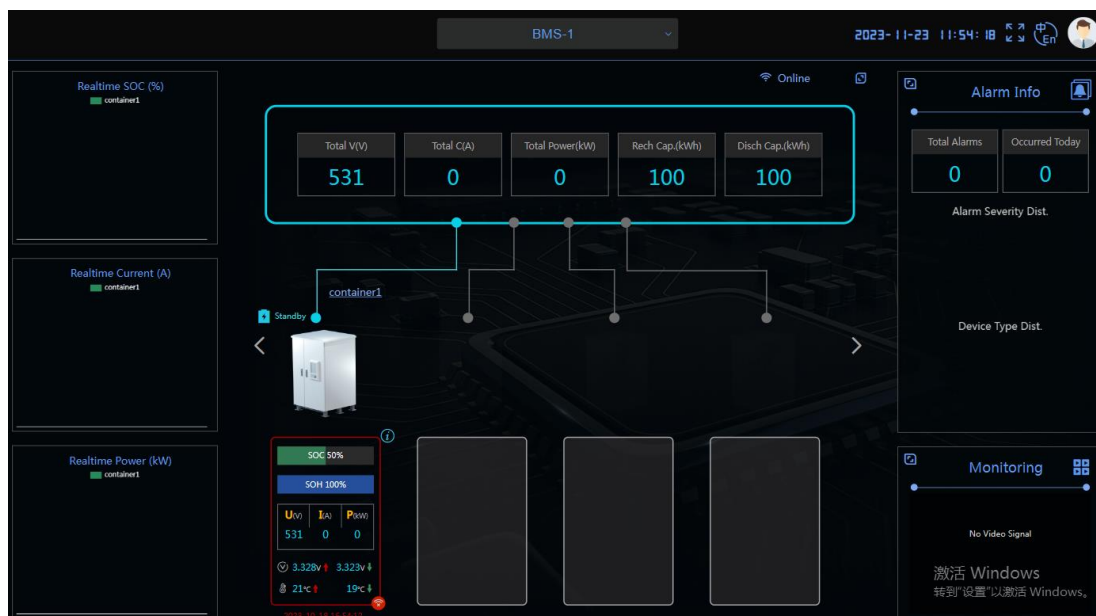 BMS-1
2023-11-23 11:54:18
中
En
Realtime SOC (%)
container1
Online
Total V(V) Total C(A) Total Power(kW) Rech Cap.(kWh) Disch Cap.(kWh)
531 0 0 100 100
Alarm Info
Total Alarms Occurred Today
0 0
Alarm Severity Dist.
Realtime Current (A)
container1
container1
Standby
Device Type Dist.
Realtime Power (kW)
container1
SOC 50%
SOH 100%
U(V) I(A) P(kW)
531 0 0
3.328V 3.323V
21℃ 19℃
Monitoring
No Video Signal
激活 Windows
转到"设置"以激活 Windows。